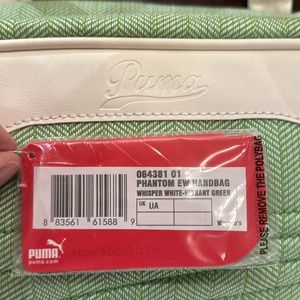 Puma
064381 01
PHANTOM EW HANDBAG
WHISPER WHITE-VIBRANT GREEN
UK UA
8 83561 61588 9
Women's
PUMA
puma.com
PLEASE REMOVE THE POLYBAG